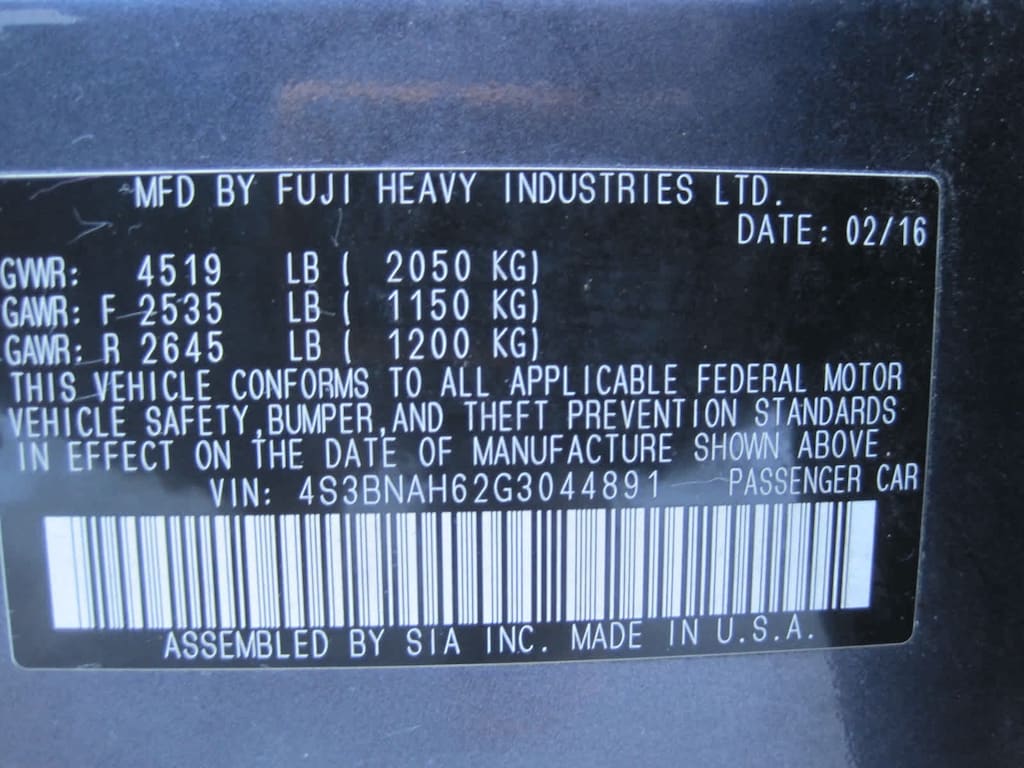 MFD BY FUJI HEAVY INDUSTRIES LTD.
DATE: 02/16
GVWR: 4519 LB ( 2050 KG)
GAWR: F 2535 LB ( 1150 KG)
GAWR: R 2645 LB ( 1200 KG)
THIS VEHICLE CONFORMS TO ALL APPLICABLE FEDERAL MOTOR
VEHICLE SAFETY,BUMPER,AND THEFT PREVENTION STANDARDS
IN EFFECT ON THE DATE OF MANUFACTURE SHOWN ABOVE.
VIN: 4S3BNAH62G3044891 PASSENGER CAR
ASSEMBLED BY SIA INC. MADE IN U.S.A.